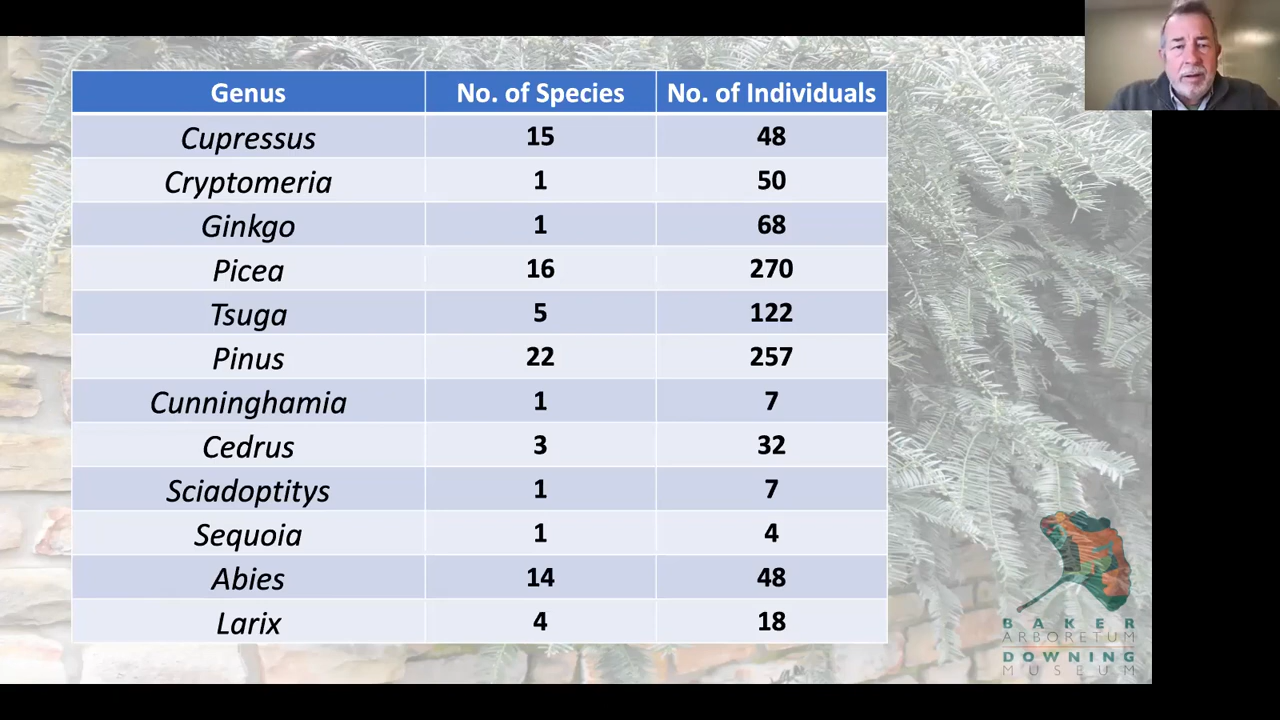 Genus No. of Species No. of Individuals
Cupressus 15 48
Cryptomeria 1 50
Ginkgo 1 68
Picea 16 270
Tsuga 5 122
Pinus 22 257
Cunninghamia 1 7
Cedrus 3 32
Sciadoptitys 1 7
Sequoia 1 4
Abies 14 48
Larix 4 18
BAKER
ARBORETUM
DOWNING
MUSEUM